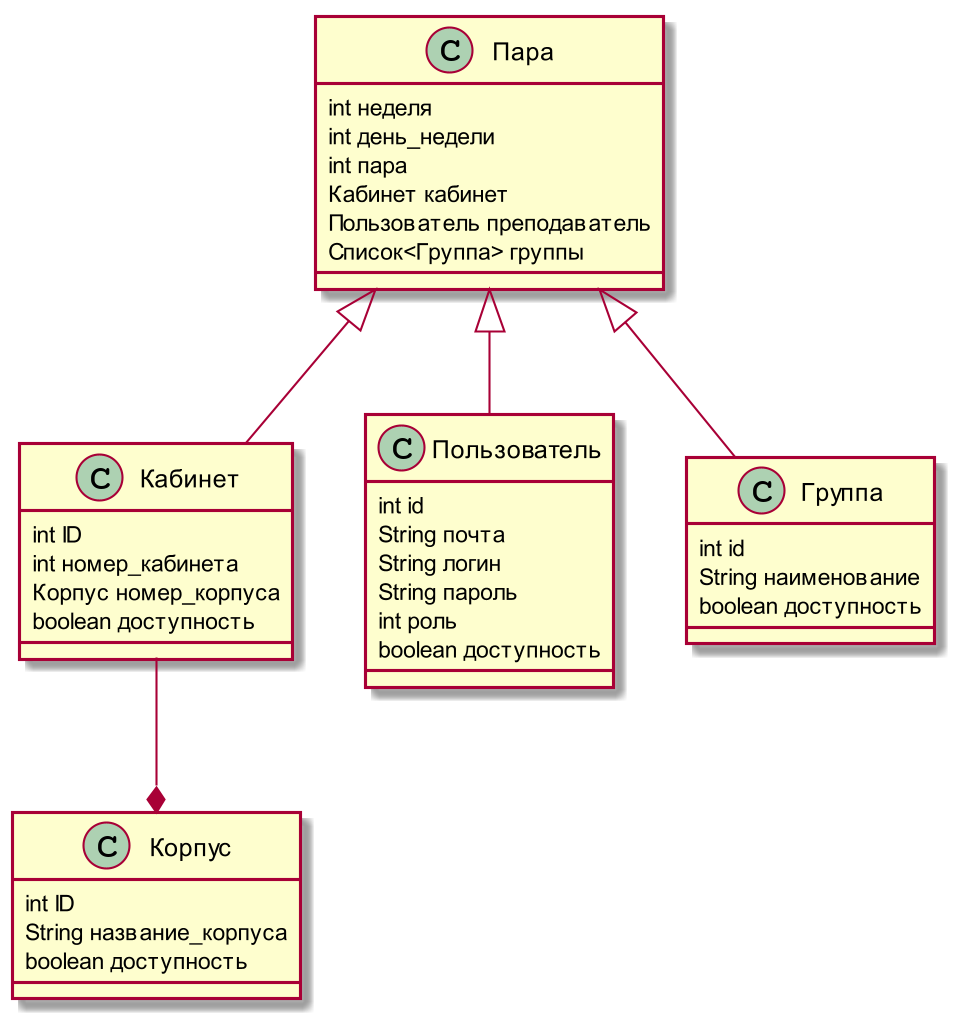 C Пара
int неделя
int день_недели
int пара
Кабинет кабинет
Пользователь преподаватель
Список<Группа> группы
C Кабинет
int ID
int номер_кабинета
Корпус номер_корпуса
boolean доступность
C Пользователь
int id
String почта
String логин
String пароль
int роль
boolean доступность
C Группа
int id
String наименование
boolean доступность
C Корпус
int ID
String название_корпуса
boolean доступность